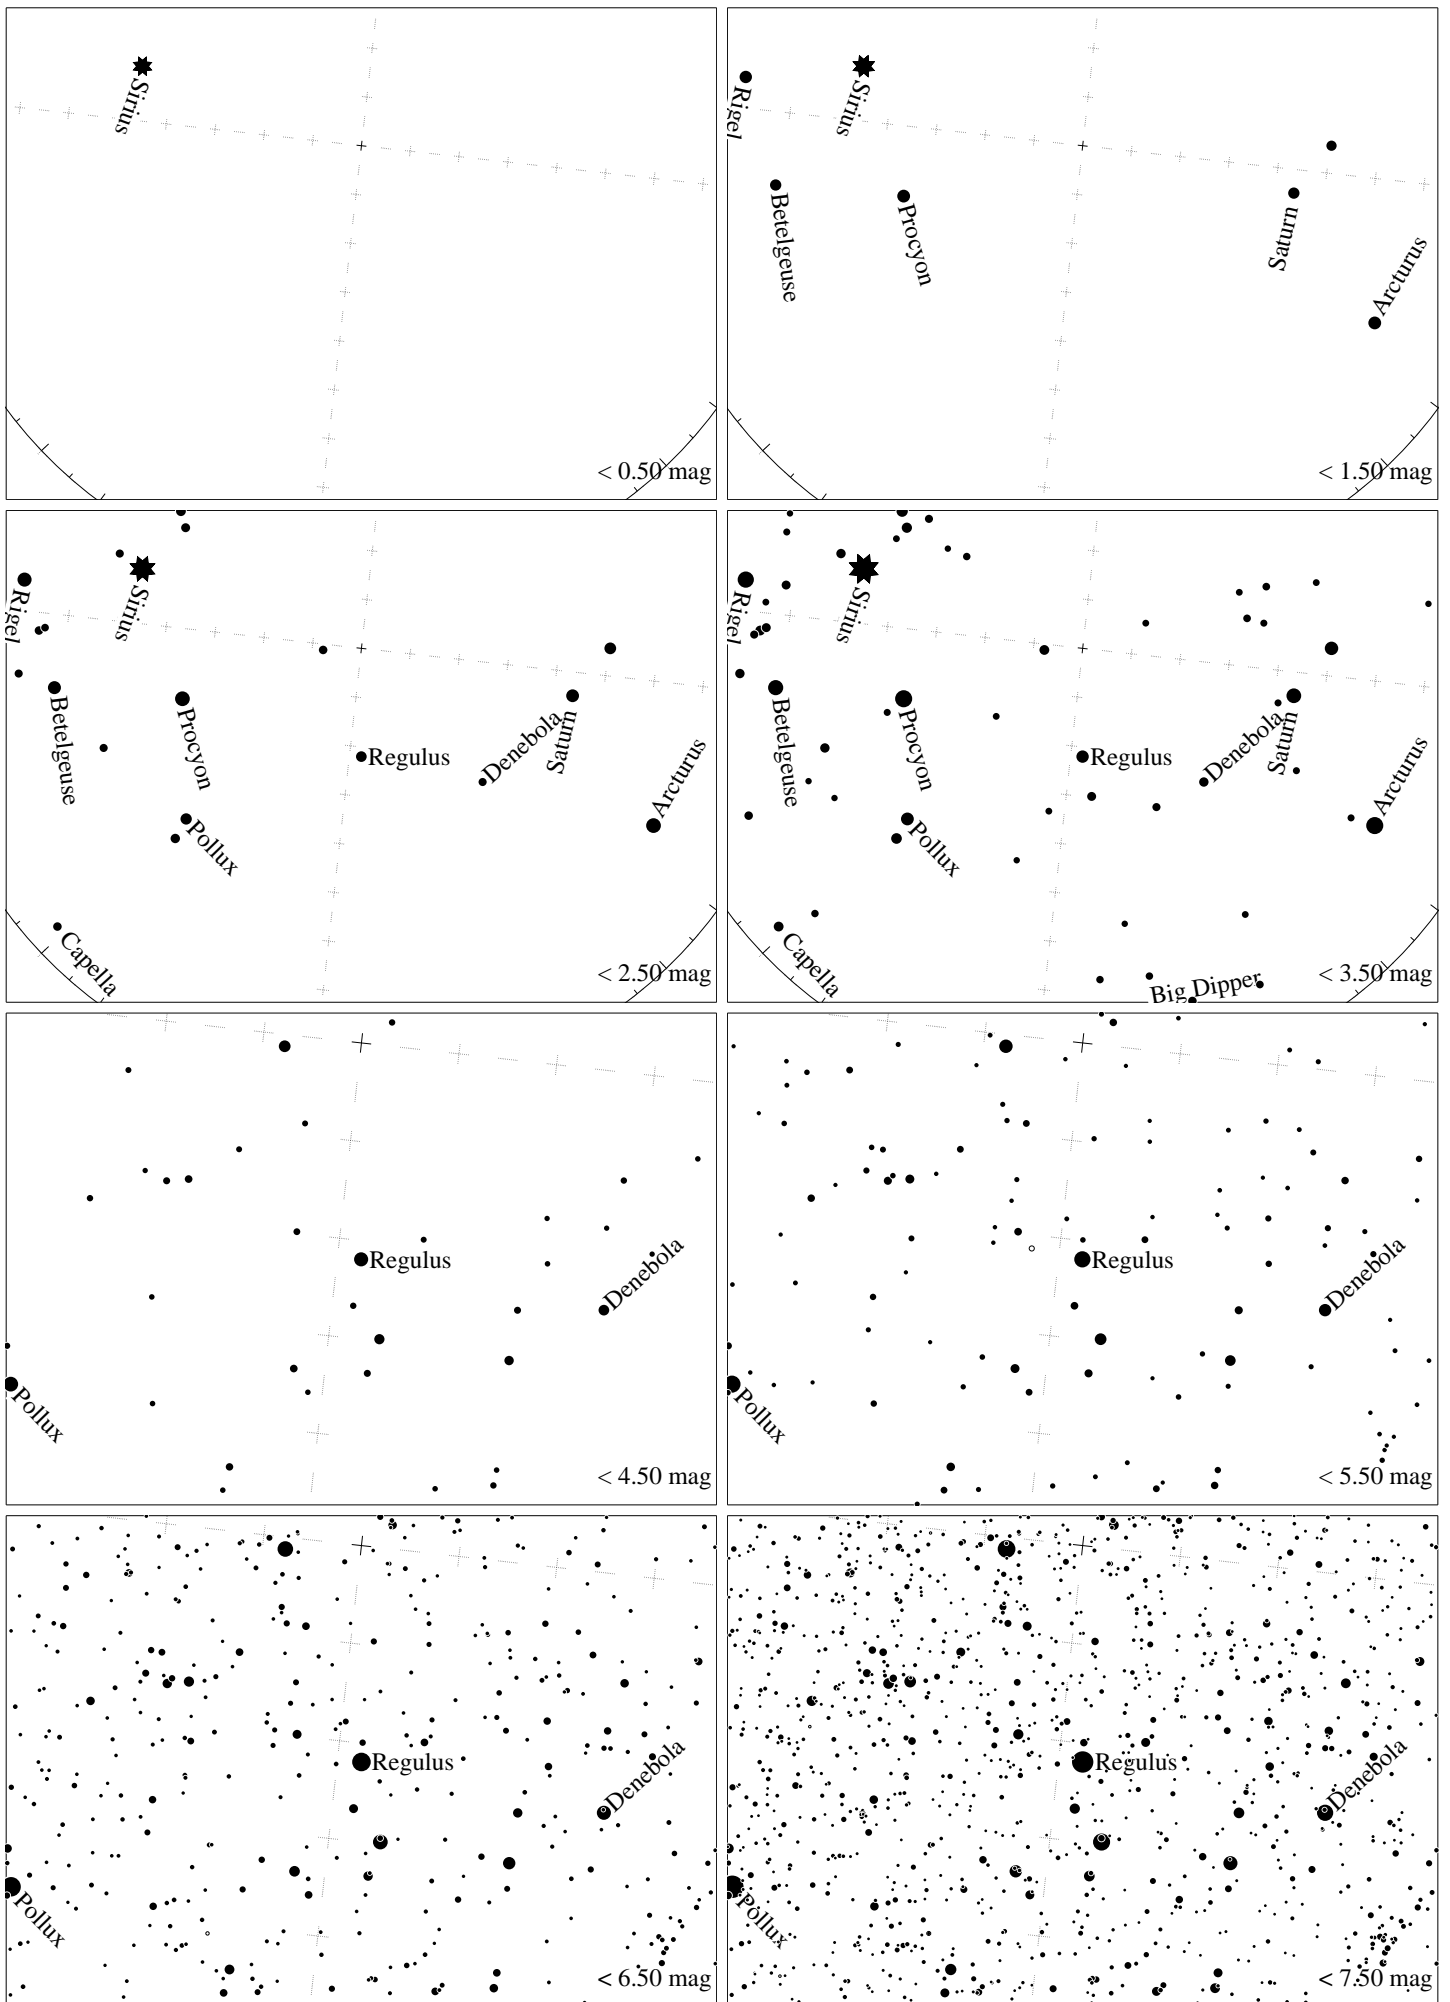 Sirius
< 0.50 mag
Rigel
Sirius
Betelgeuse
Procyon
Saturn
Arcturus
< 1.50 mag
Rigel
Sirius
Betelgeuse
Procyon
Regulus
Denebola
Saturn
Arcturus
Pollux
Capella
< 2.50 mag
Rigel
Sirius
Betelgeuse
Procyon
Regulus
Denebola
Saturn
Arcturus
Pollux
Capella
Big Dipper
< 3.50 mag
Regulus
Denebola
Pollux
< 4.50 mag
Regulus
Denebola
Pollux
< 5.50 mag
Regulus
Denebola
Pollux
< 6.50 mag
Regulus
Denebola
Pollux
< 7.50 mag